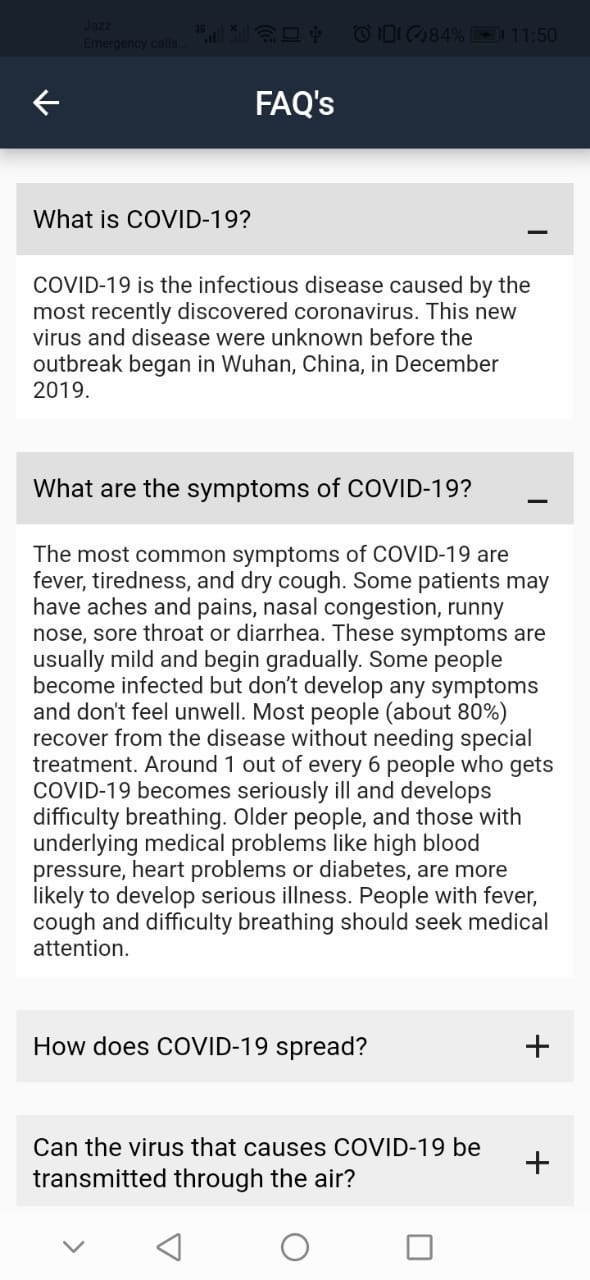 Jazz
Emergency calls... 84% 11:50
FAQ's
What is COVID-19?
COVID-19 is the infectious disease caused by the
most recently discovered coronavirus. This new
virus and disease were unknown before the
outbreak began in Wuhan, China, in December
2019.
What are the symptoms of COVID-19?
The most common symptoms of COVID-19 are
fever, tiredness, and dry cough. Some patients may
have aches and pains, nasal congestion, runny
nose, sore throat or diarrhea. These symptoms are
usually mild and begin gradually. Some people
become infected but don’t develop any symptoms
and don't feel unwell. Most people (about 80%)
recover from the disease without needing special
treatment. Around 1 out of every 6 people who gets
COVID-19 becomes seriously ill and develops
difficulty breathing. Older people, and those with
underlying medical problems like high blood
pressure, heart problems or diabetes, are more
likely to develop serious illness. People with fever,
cough and difficulty breathing should seek medical
attention.
How does COVID-19 spread?
Can the virus that causes COVID-19 be
transmitted through the air?